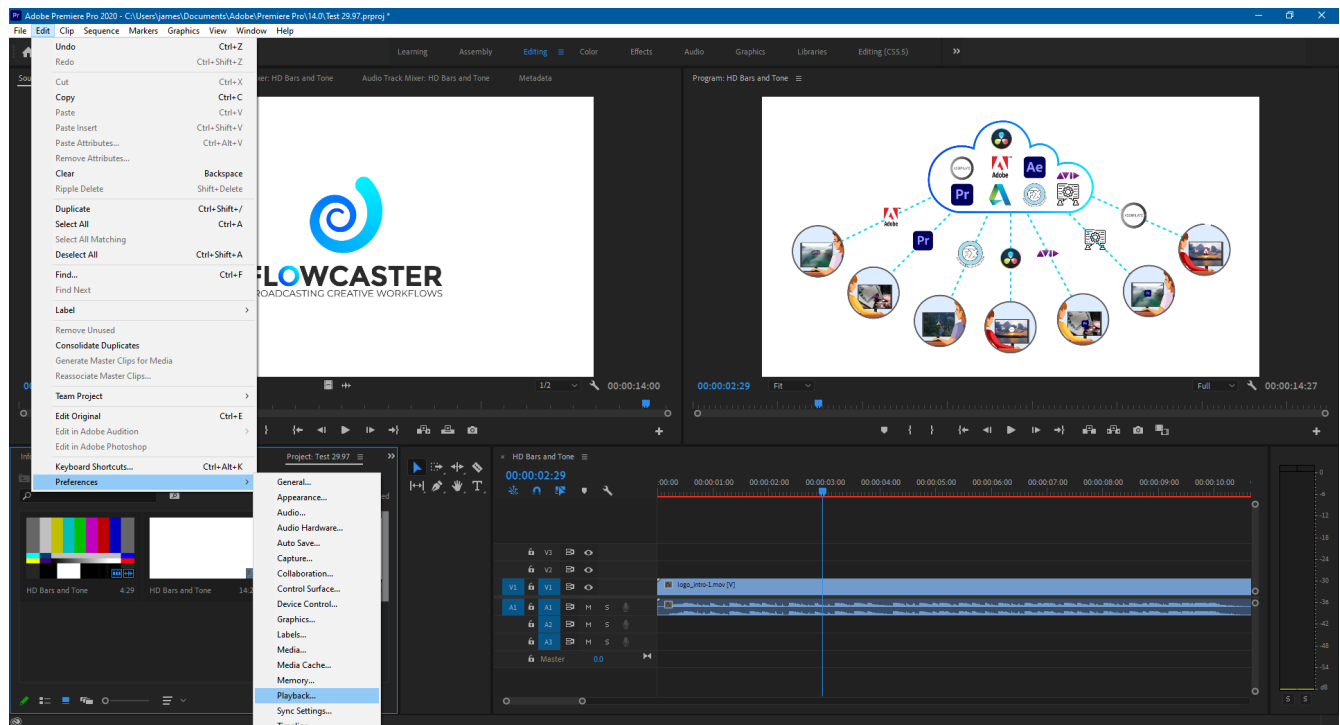 Adobe Premiere Pro 2020 - C:\Users\james\Documents\Adobe\Premiere Pro\14.0\Test 29.97.prproj *
File Edit Clip Sequence Markers Graphics View Window Help
Learning Assembly Editing Color Effects Audio Graphics Libraries Editing (CS5.5)
Undo Ctrl+Z
Redo Ctrl+Shift+Z
Cut Ctrl+X
Copy Ctrl+C
Paste Ctrl+V
Paste Insert Ctrl+Shift+V
Paste Attributes... Ctrl+Alt+V
Remove Attributes...
Clear Backspace
Ripple Delete Shift+Delete
Duplicate Ctrl+Shift+/
Select All Ctrl+A
Select All Matching
Deselect All Ctrl+Shift+A
Find... Ctrl+F
Find Next
Label
Remove Unused
Consolidate Duplicates
Generate Master Clips for Media
Reassociate Master Clips...
Team Project
Edit Original Ctrl+E
Edit in Adobe Audition
Edit in Adobe Photoshop
Keyboard Shortcuts... Ctrl+Alt+K
Preferences
General...
Appearance...
Audio...
Audio Hardware...
Auto Save...
Capture...
Collaboration...
Control Surface...
Device Control...
Graphics...
Labels...
Media...
Media Cache...
Memory...
Playback...
Sync Settings...
Timeline...
xer: HD Bars and Tone Audio Track Mixer: HD Bars and Tone Metadata
FLOWCASTER
ROADCASTING CREATIVE WORKFLOWS
1/2 00:00:14:00
Program: HD Bars and Tone
Adobe Ae AVID
Pr
Adobe
Pr
AVID
00:00:02:29 Fit Full 00:00:14:27
Project: Test 29.97
HD Bars and Tone 4:29 HD Bars and Tone 14:2
× HD Bars and Tone
00:00:02:29
:00:00 00:00:01:00 00:00:02:00 00:00:03:00 00:00:04:00 00:00:05:00 00:00:06:00 00:00:07:00 00:00:08:00 00:00:09:00 00:00:10:00
V3
V2
V1 V1 logo_intro-1.mov [V]
A1 A1 M S
A2 M S
A3 M S
Master 0.0
0
-6
-12
-18
-24
-30
-36
-42
-48
-54
dB
S S